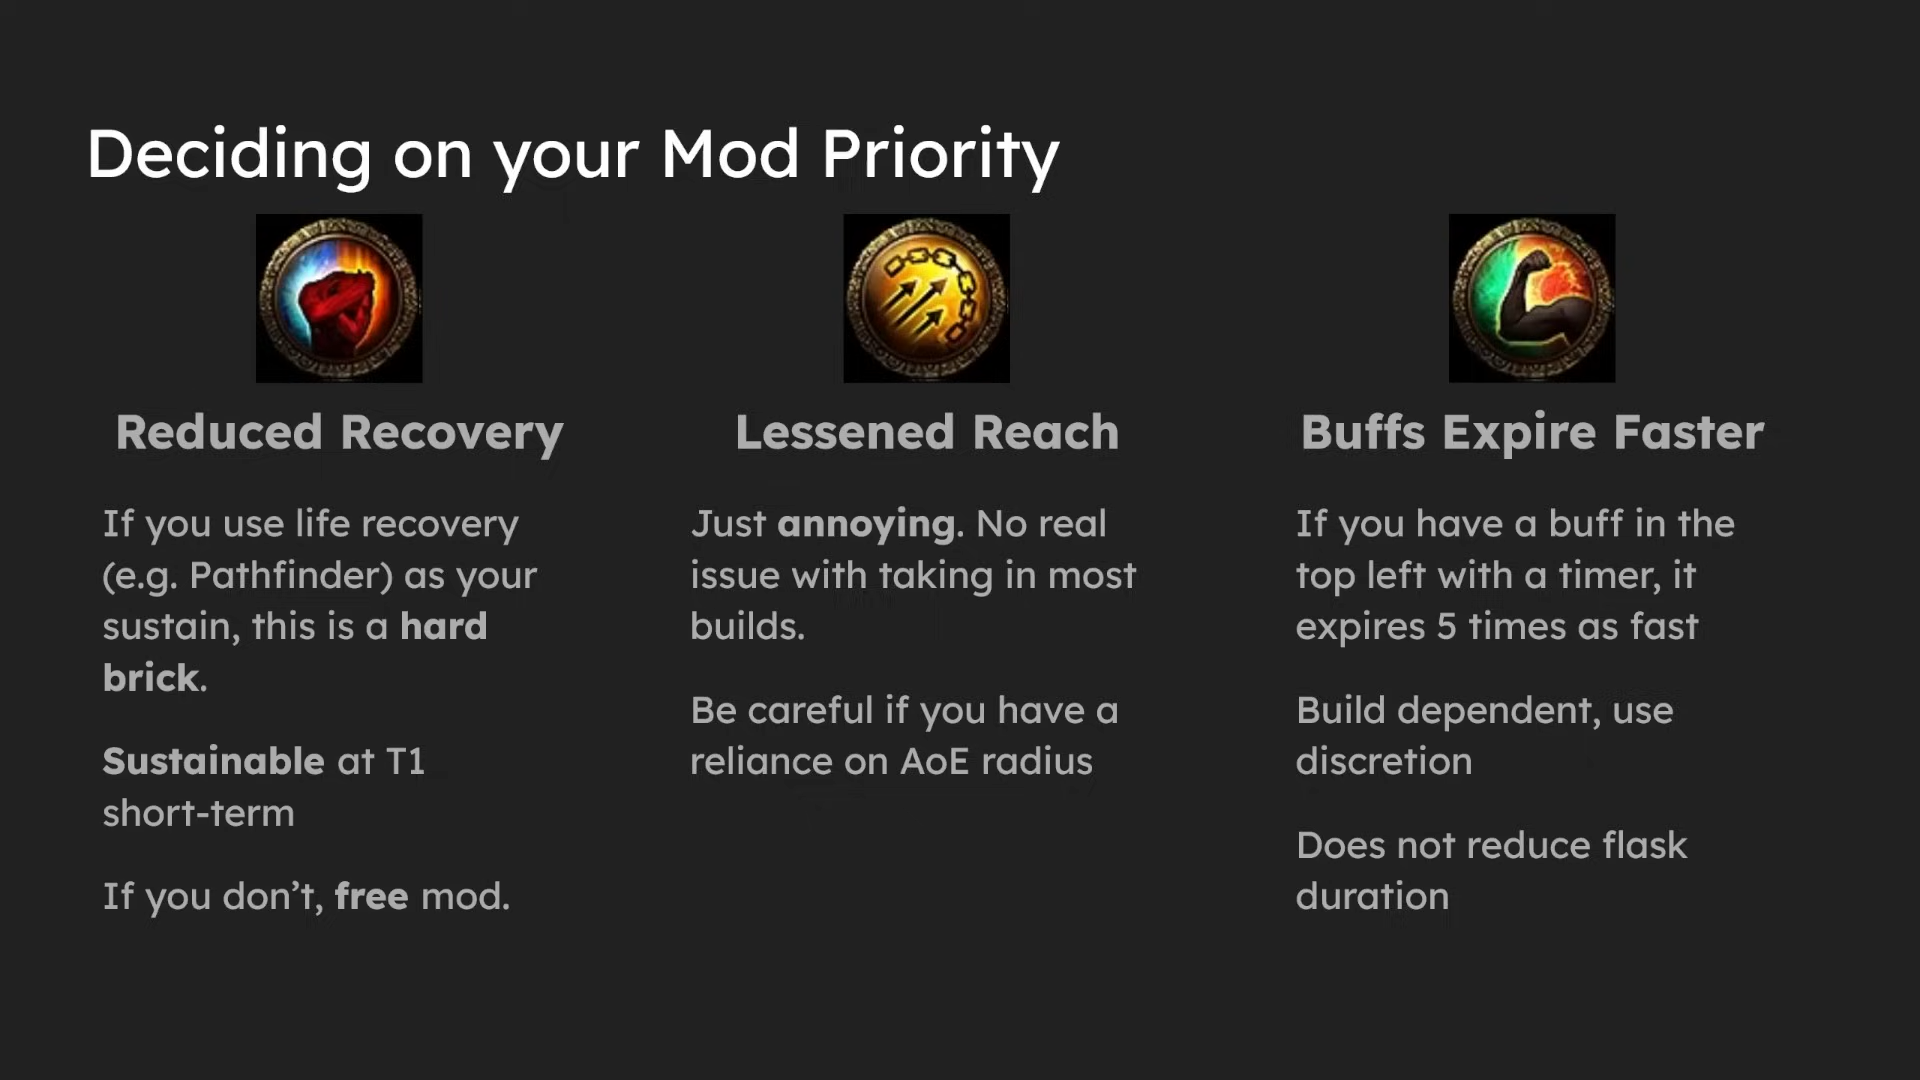 Deciding on your Mod Priority
Reduced Recovery
If you use life recovery
(e.g. Pathfinder) as your
sustain, this is a hard
brick.
Sustainable at T1
short-term
If you don’t, free mod.
Lessened Reach
Just annoying. No real
issue with taking in most
builds.
Be careful if you have a
reliance on AoE radius
Buffs Expire Faster
If you have a buff in the
top left with a timer, it
expires 5 times as fast
Build dependent, use
discretion
Does not reduce flask
duration